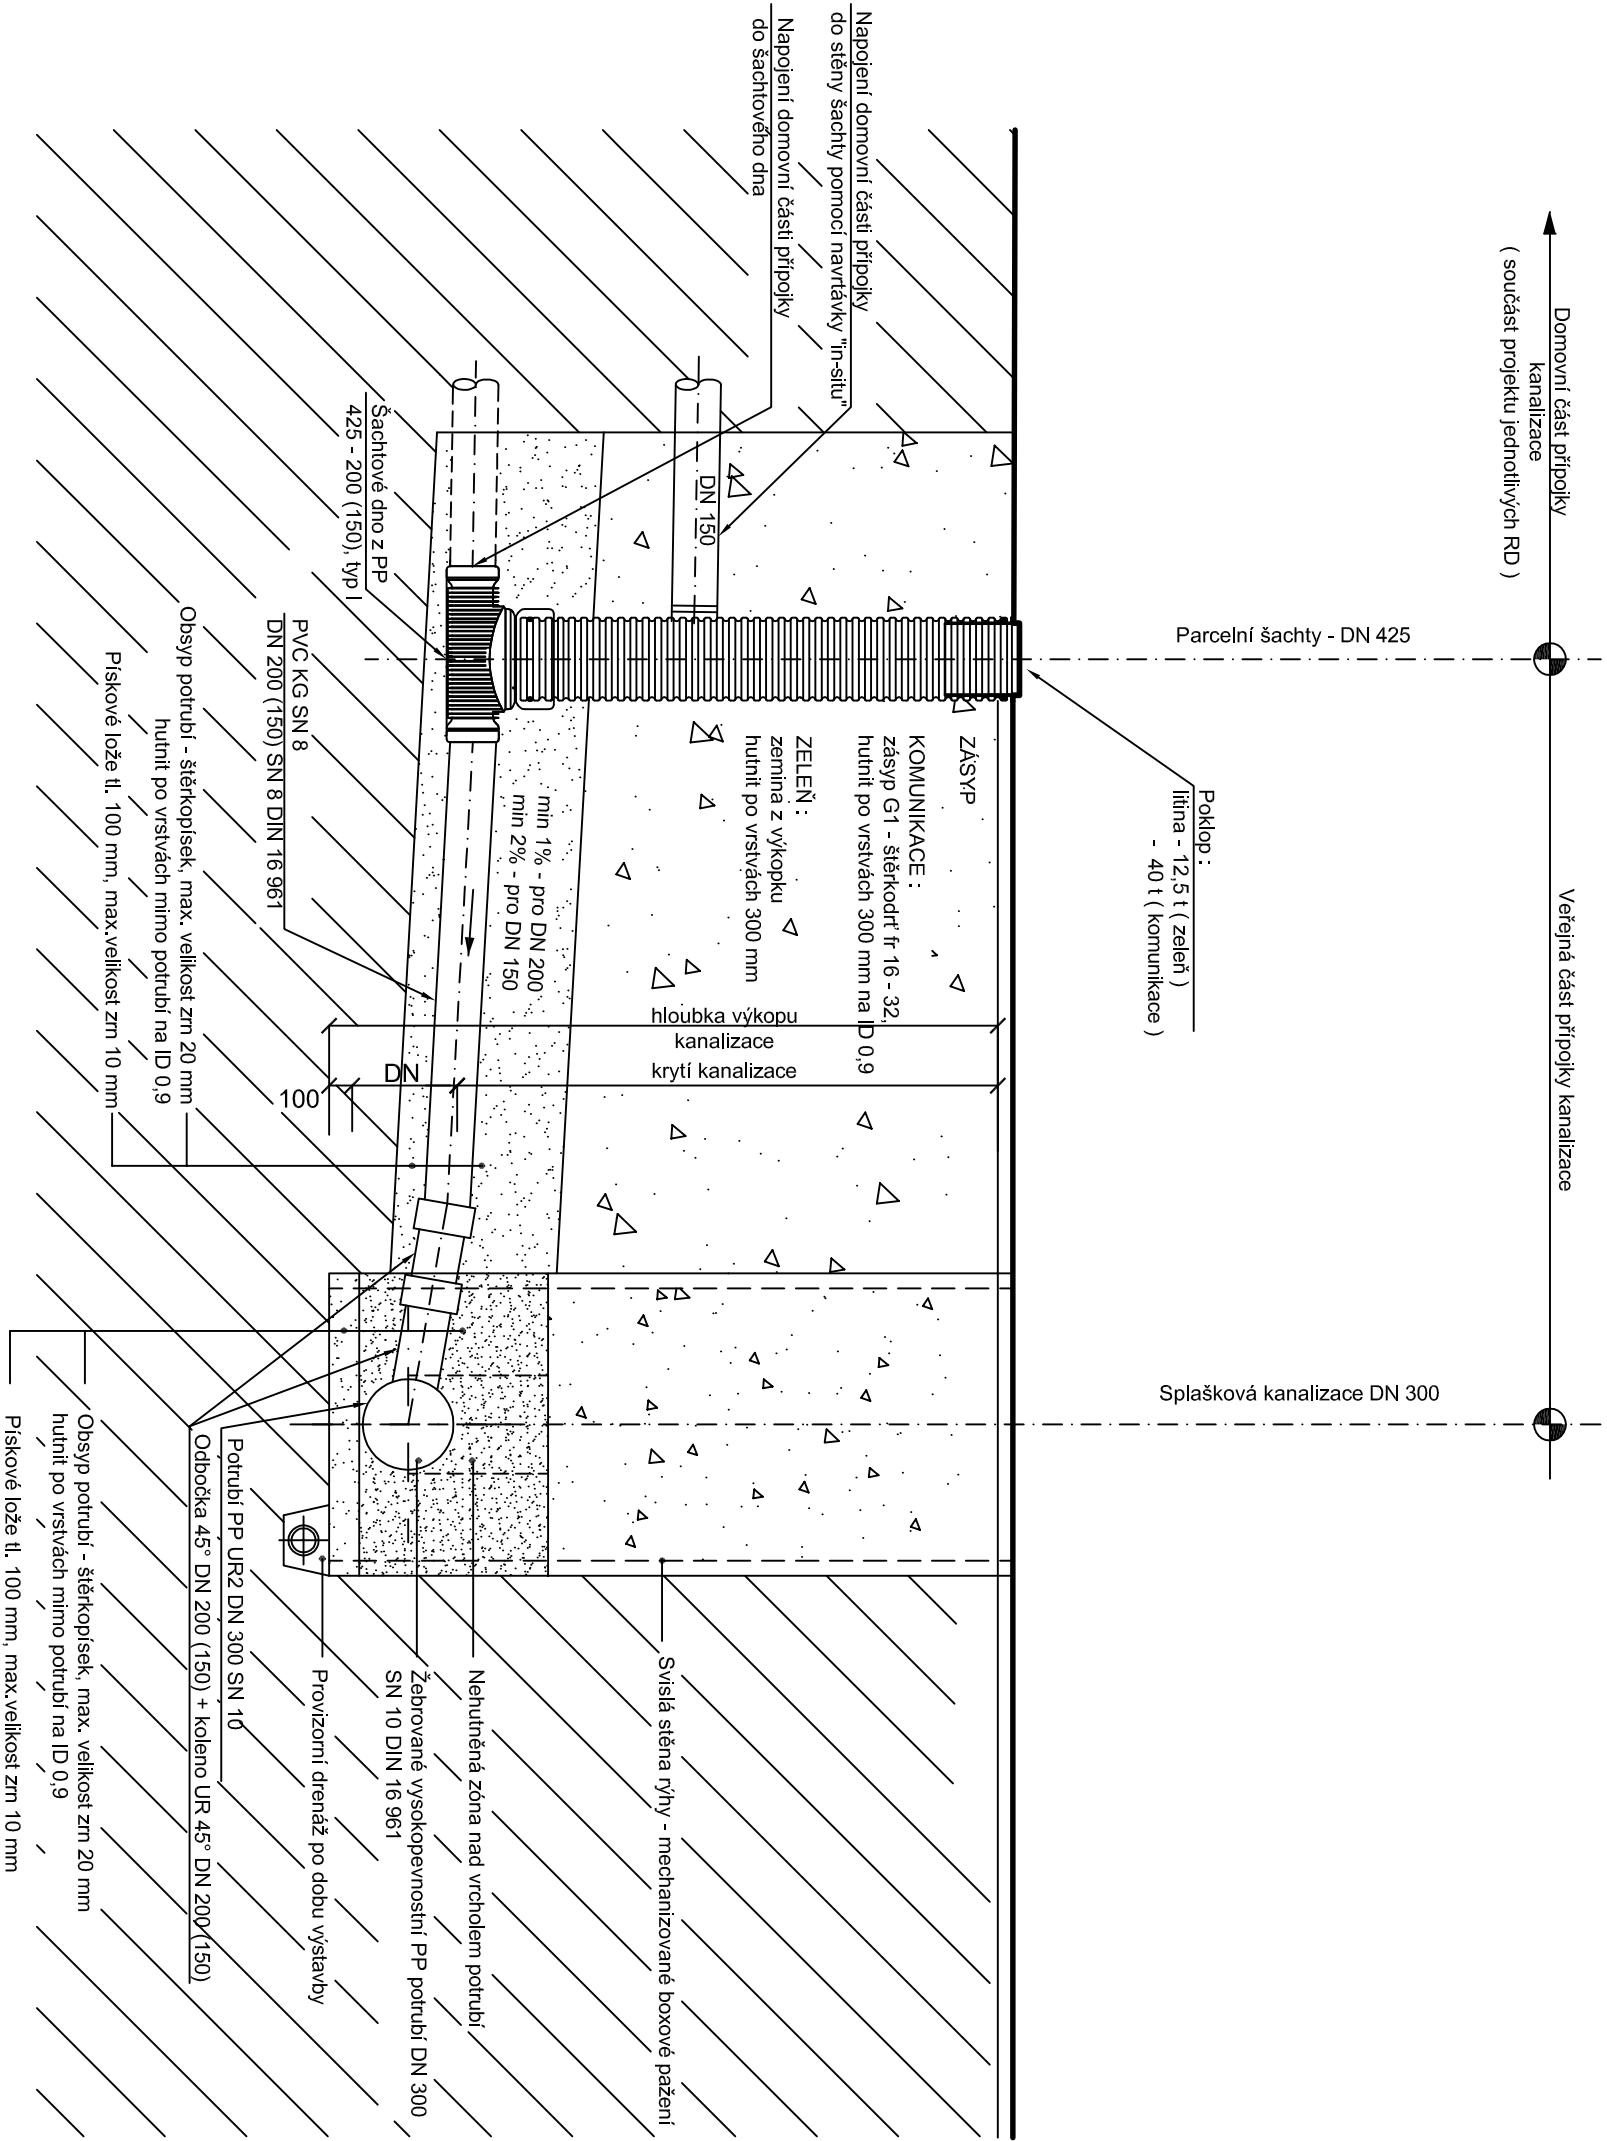 Domovní část přípojky
kanalizace
( součást projektu jednotlivých RD )
Veřejná část přípojky kanalizace
Parcelní šachty - DN 425
Splašková kanalizace DN 300
Poklop :
litina - 12,5 t ( zeleň )
- 40 t ( komunikace )
Napojení domovní části přípojky
do stěny šachty pomocí navrtávky "in-situ"
Napojení domovní části přípojky
do šachtového dna
DN 150
ZÁSYP
KOMUNIKACE :
zásyp G1 - štěrkodrť fr 16 - 32,
hutnit po vrstvách 300 mm na ID 0,9
ZELEŇ :
zemina z výkopku
hutnit po vrstvách 300 mm
hloubka výkopu
kanalizace
krytí kanalizace
DN
100
min 1% - pro DN 200
min 2% - pro DN 150
Šachtové dno z PP
425 - 200 (150), typ I
PVC KG SN 8
DN 200 (150) SN 8 DIN 16 961
Obsyp potrubí - štěrkopísek, max. velikost zrn 20 mm
hutnit po vrstvách mimo potrubí na ID 0,9
Pískové lože tl. 100 mm, max.velikost zrn 10 mm
Svislá stěna rýhy - mechanizované boxové pažení
Nehutněná zóna nad vrcholem potrubí
Žebrované vysokopevnostní PP potrubí DN 300
SN 10 DIN 16 961
Provizorní drenáž po dobu výstavby
Potrubí PP UR2 DN 300 SN 10
Odbočka 45° DN 200 (150) + koleno UR 45° DN 200 (150)
Obsyp potrubí - štěrkopísek, max. velikost zrn 20 mm
hutnit po vrstvách mimo potrubí na ID 0,9
Pískové lože tl. 100 mm, max.velikost zrn 10 mm